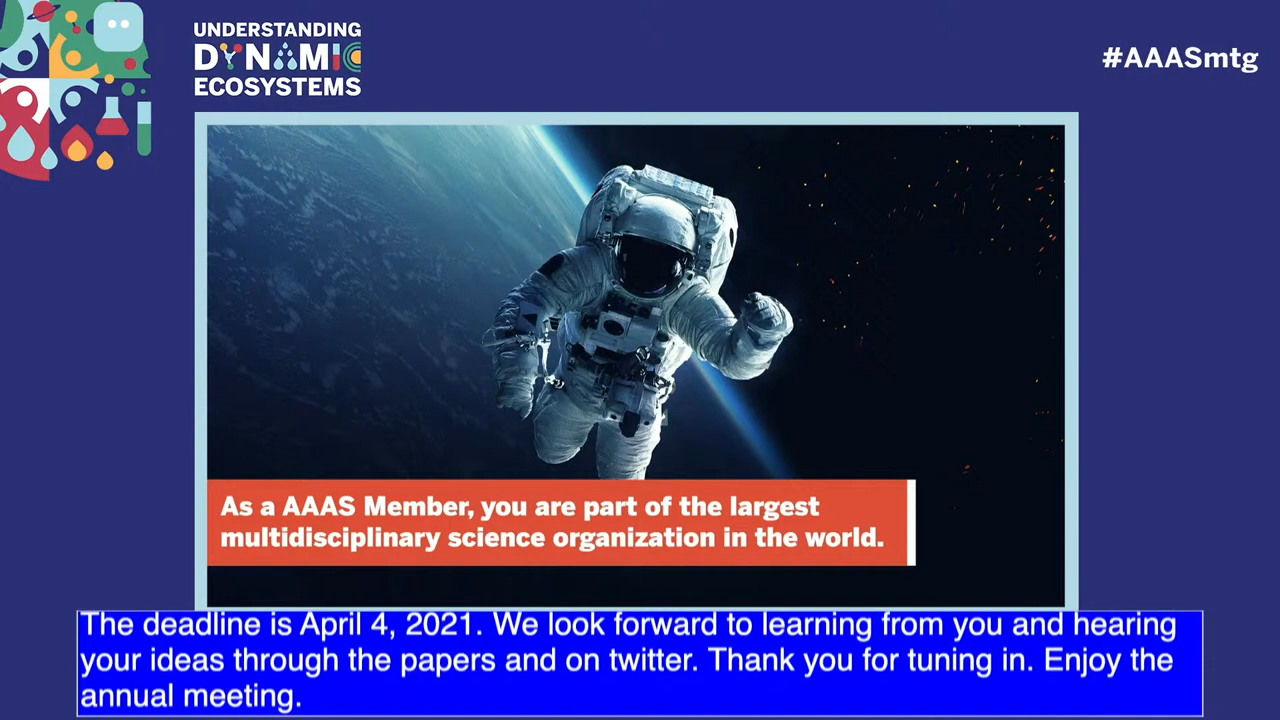 UNDERSTANDING
DYNAMIC
ECOSYSTEMS
#AAASmtg
As a AAAS Member, you are part of the largest
multidisciplinary science organization in the world.
The deadline is April 4, 2021. We look forward to learning from you and hearing
your ideas through the papers and on twitter. Thank you for tuning in. Enjoy the
annual meeting.